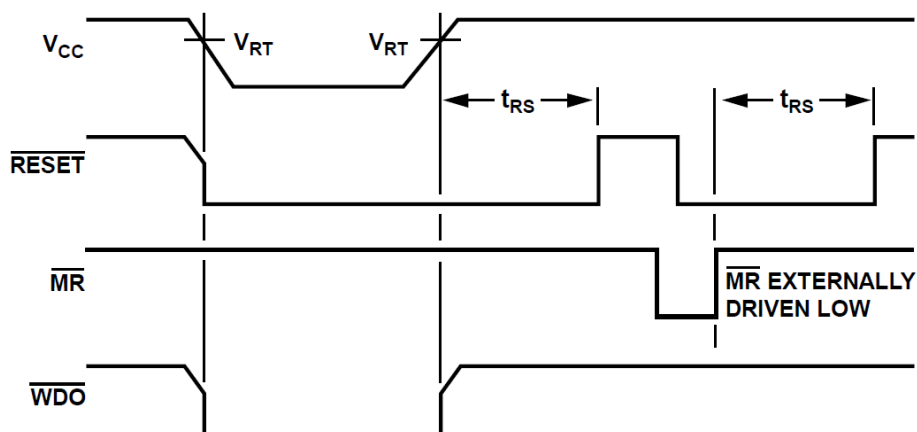 VCC
VRT
VRT
tRS
tRS
RESET
MR
MR EXTERNALLY
DRIVEN LOW
WDO